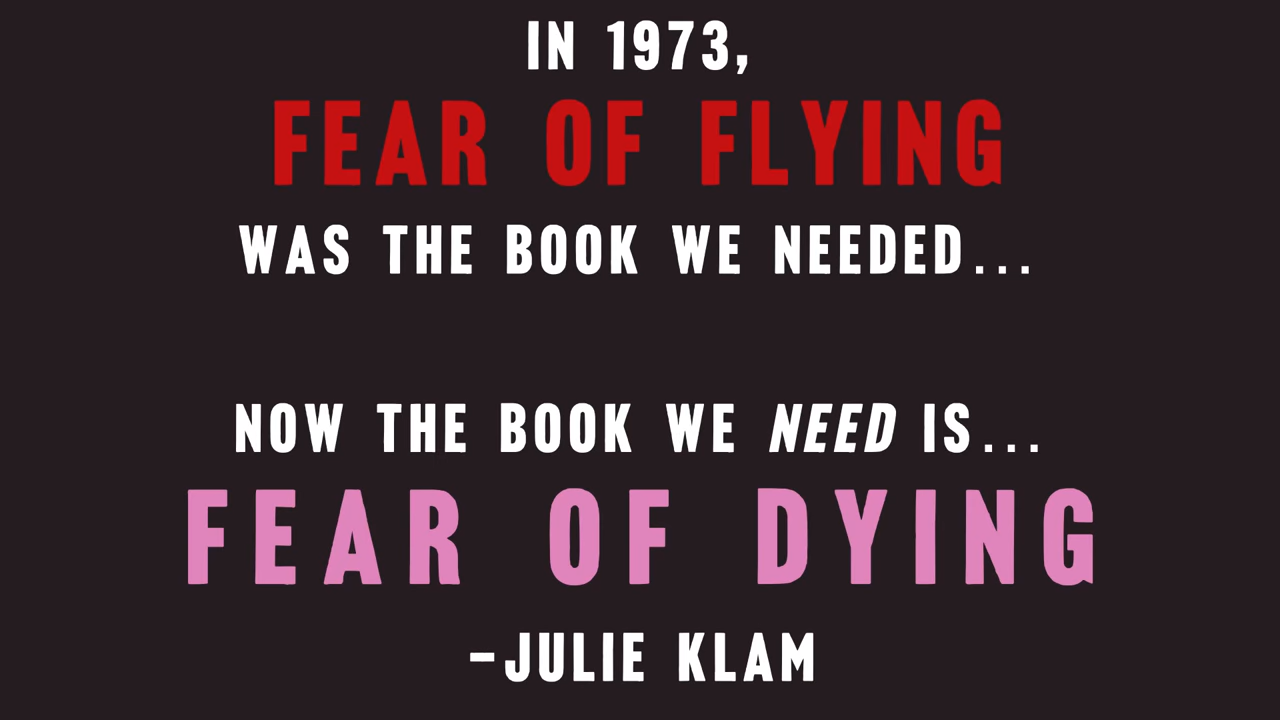 IN 1973,
FEAR OF FLYING
WAS THE BOOK WE NEEDED...
NOW THE BOOK WE NEED IS...
FEAR OF DYING
-JULIE KLAM